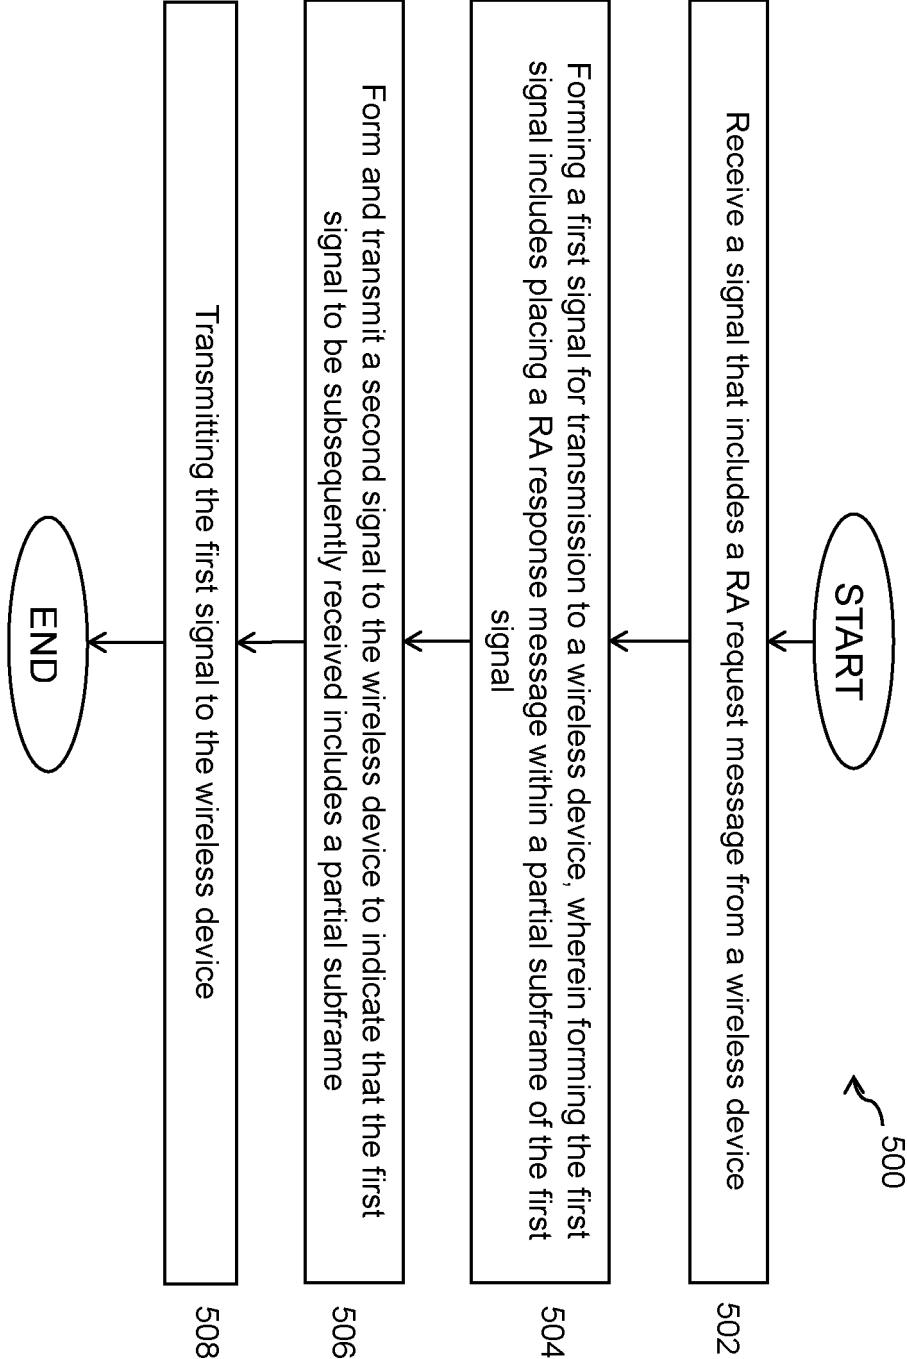 500
START
Receive a signal that includes a RA request message from a wireless device
502
Forming a first signal for transmission to a wireless device, wherein forming the first
signal includes placing a RA response message within a partial subframe of the first
signal
504
Form and transmit a second signal to the wireless device to indicate that the first
signal to be subsequently received includes a partial subframe
506
Transmitting the first signal to the wireless device
508
END